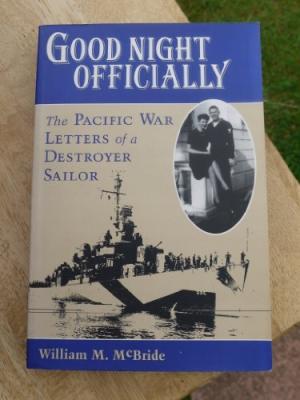 GOOD NIGHT
OFFICIALLY
The PACIFIC WAR
LETTERS of a
DESTROYER
SAILOR
William M. McBride